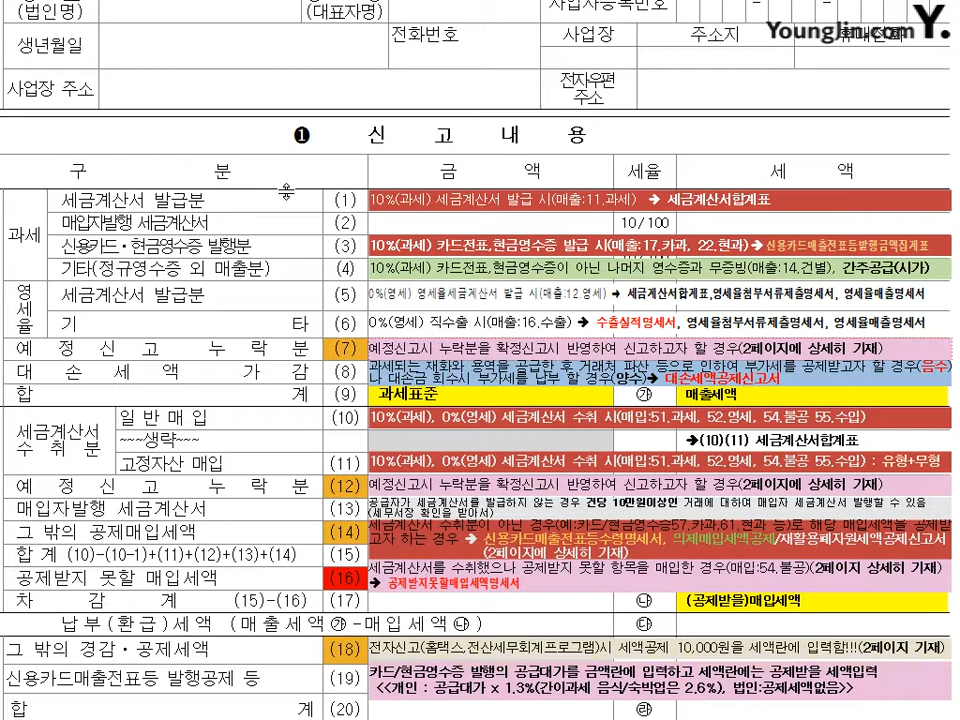 (법인명) (대표자명) 사업자등록번호 - -
YoungJin.com Y.
생년월일 전화번호 사업장 주소지 휴대전화
사업장 주소 전자우편 주소
❶ 신 고 내 용
구 분 금 액 세율 세 액
과세 세금계산서 발급분 (1) 10%(과세) 세금계산서 발급 시(매출:11.과세) → 세금계산서합계표
매입자발행 세금계산서 (2) 10/100
신용카드·현금영수증 발행분 (3) 10%(과세) 카드전표,현금영수증 발급 시(매출:17.카과, 22.현과)→신용카드매출전표등발행금액집계표
기타(정규영수증 외 매출분) (4) 10%(과세) 카드전표,현금영수증이 아닌 나머지 영수증과 무증빙(매출:14.건별), 간주공급(시가)
영세율 세금계산서 발급분 (5) 0%(영세) 영세율세금계산서 발급 시(매출:12.영세) → 세금계산서합계표,영세율첨부서류제출명세서, 영세율매출명세서
기 타 (6) 0%(영세) 직수출 시(매출:16.수출) → 수출실적명세서, 영세율첨부서류제출명세서, 영세율매출명세서
예 정 신 고 누 락 분 (7) 예정신고시 누락분을 확정신고시 반영하여 신고하고자 할 경우(2페이지에 상세히 기재)
대 손 세 액 가 감 (8) 과세되는 재화와 용역을 공급한 후 거래처 파산 등으로 인하여 부가세를 공제받고자 할 경우(음수)
나 대손금 회수시 부가세를 납부 할 경우(양수)→ 대손세액공제신고서
합 계 (9) 과세표준 ㉮ 매출세액
세금계산서 수 취 분 일 반 매 입 (10) 10%(과세), 0%(영세) 세금계산서 수취 시(매입:51.과세, 52.영세, 54.불공 55.수입)
~~~생략~~~ →(10)(11) 세금계산서합계표
고정자산 매입 (11) 10%(과세), 0%(영세) 세금계산서 수취 시(매입:51.과세, 52.영세, 54.불공 55.수입) : 유형+무형
예 정 신 고 누 락 분 (12) 예정신고시 누락분을 확정신고시 반영하여 신고하고자 할 경우(2페이지에 상세히 기재)
매입자발행 세금계산서 (13) 공급자가 세금계산서를 발급하지 않는 경우 건당 10만원이상인 거래에 대하여 매입자 세금계산서 발행할 수 있음
(세무서장 확인을 받아서)
그 밖의 공제매입세액 (14) 세금계산서 수취분이 아닌 경우(예:카드/현금영수증57.카과,61.현과 등)로 해당 매입세액을 공제받
고자 하는 경우 → 신용카드매출전표등수령명세서, 의제매입세액공제/재활용폐자원세액공제신고서
합 계 (10)-(10-1)+(11)+(12)+(13)+(14) (15) (2페이지에 상세히 기재)
공제받지 못할 매입세액 (16) 세금계산서를 수취했으나 공제받지 못할 항목을 매입한 경우(매입:54.불공)(2페이지 상세히 기재)
→ 공제받지못할매입세액명세서
차 감 계 (15)-(16) (17) ㉯ (공제받을)매입세액
납 부 (환 급) 세 액 (매 출 세 액 ㉮ - 매 입 세 액 ㉯) ㉰
그 밖의 경감·공제세액 (18) 전자신고(홈택스,전산세무회계프로그램)시 세액공제 10,000원을 세액란에 입력함!!!(2페이지 기재)
신용카드매출전표등 발행공제 등 (19) 카드/현금영수증 발행의 공급대가를 금액란에 입력하고 세액란에는 공제받을 세액입력
<<개인 : 공급대가 x 1.3%(간이과세 음식/숙박업은 2.6%), 법인:공제세액없음>>
합 계 (20) ㉱